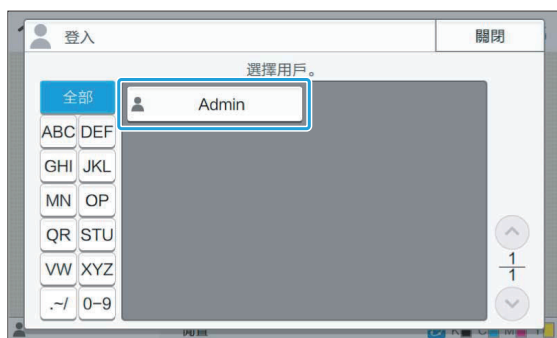 登入
關閉
選擇用戶。
全部
Admin
ABC DEF
GHI JKL
MN OP
QR STU
VW XYZ
.~/ 0-9
1
1
K C M Y